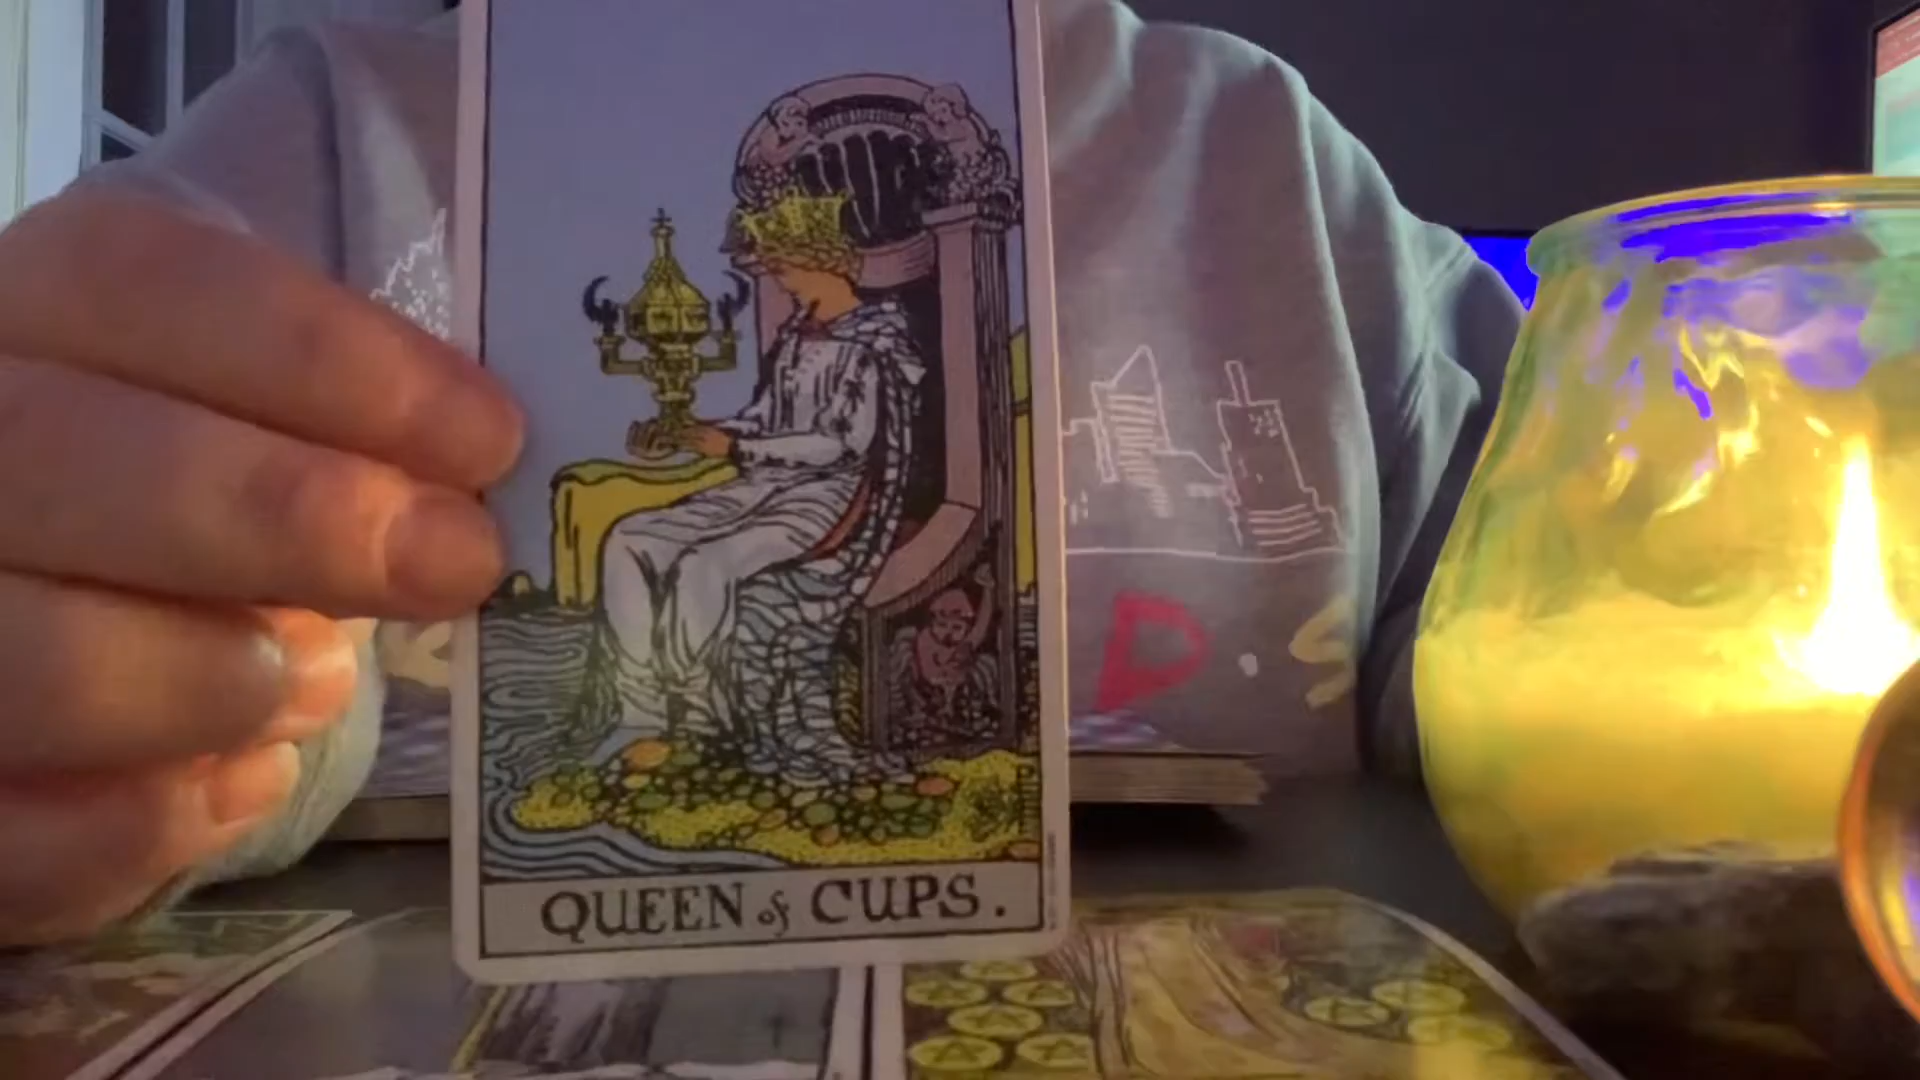 QUEEN of CUPS.
D · S